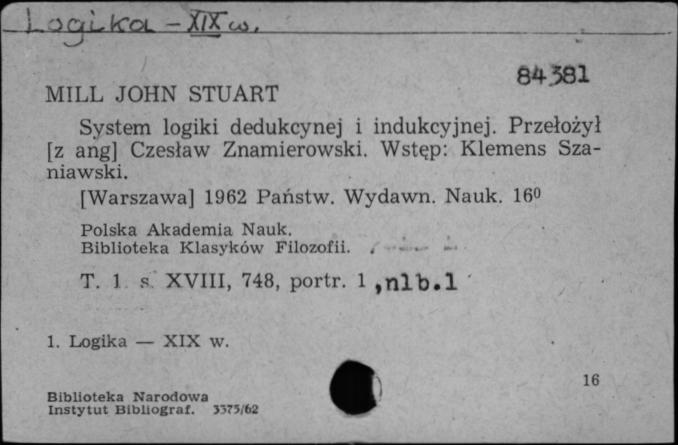 Logika – XIX w.
84381
MILL JOHN STUART
System logiki dedukcynej i indukcyjnej. Przełożył
[z ang] Czesław Znamierowski. Wstęp: Klemens Sza-
niawski.
[Warszawa] 1962 Państw. Wydawn. Nauk. 16⁰
Polska Akademia Nauk.
Biblioteka Klasyków Filozofii.
T. 1 s. XVIII, 748, portr. 1 ,nlb.1
1. Logika — XIX w.
16
Biblioteka Narodowa
Instytut Bibliograf. 3375/62